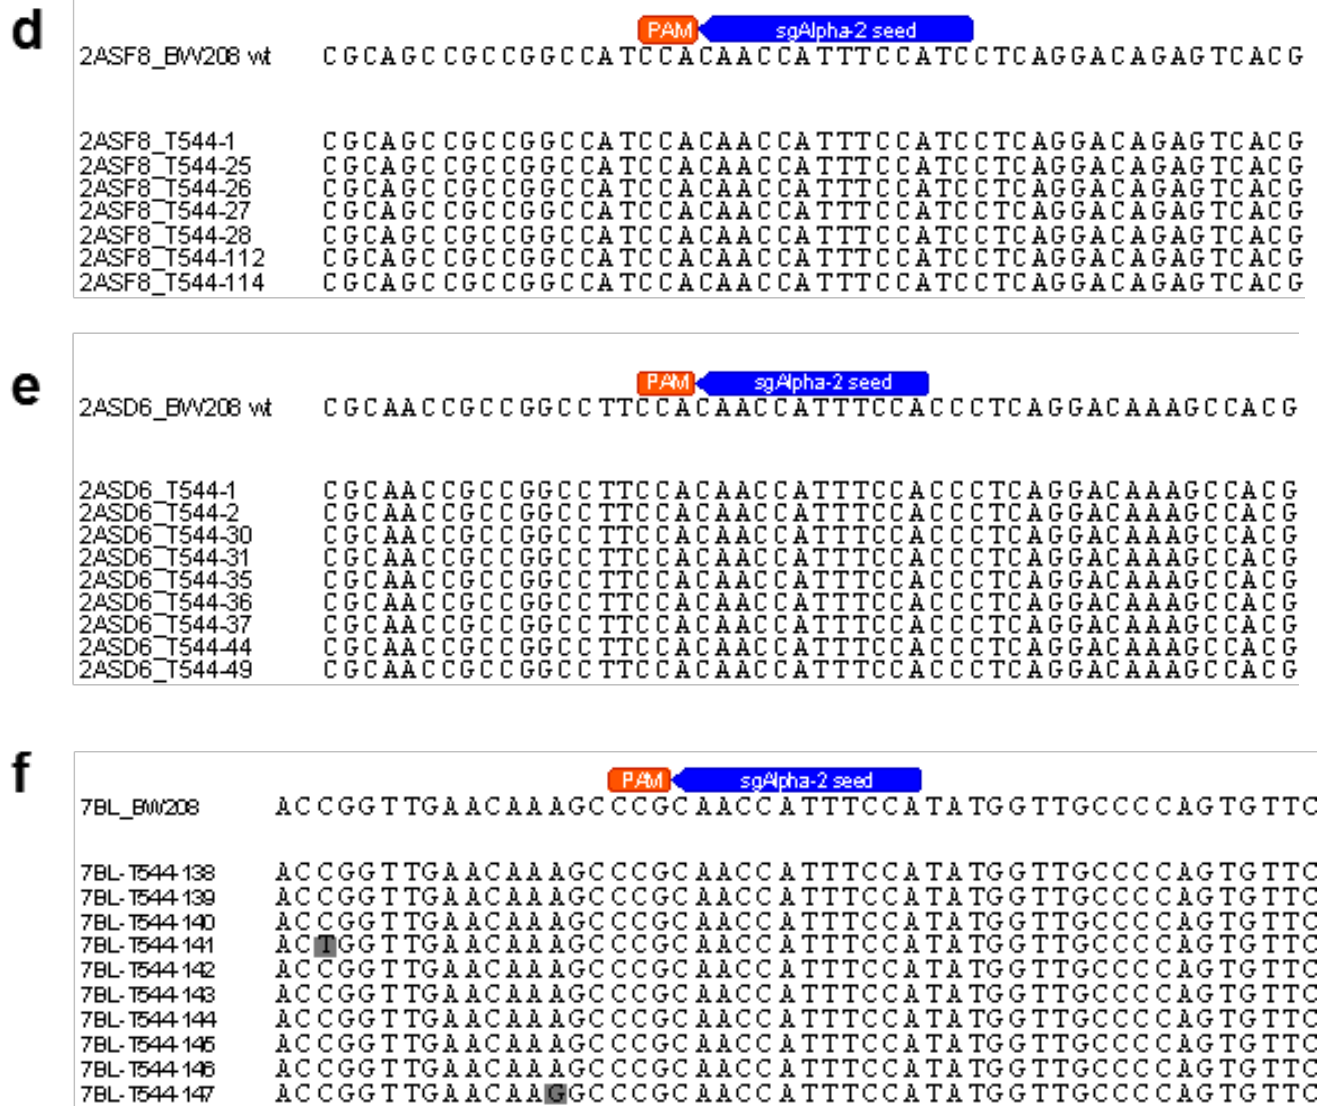 d
PAM sgAlpha-2 seed
2ASF8_BW208 wt CGCAGCCGCCGGCCATCCACAACCATTTCCATCCTCAGGACAGAGTCACG
2ASF8_T544-1 CGCAGCCGCCGGCCATCCACAACCATTTCCATCCTCAGGACAGAGTCACG
2ASF8_T544-25 CGCAGCCGCCGGCCATCCACAACCATTTCCATCCTCAGGACAGAGTCACG
2ASF8_T544-26 CGCAGCCGCCGGCCATCCACAACCATTTCCATCCTCAGGACAGAGTCACG
2ASF8_T544-27 CGCAGCCGCCGGCCATCCACAACCATTTCCATCCTCAGGACAGAGTCACG
2ASF8_T544-28 CGCAGCCGCCGGCCATCCACAACCATTTCCATCCTCAGGACAGAGTCACG
2ASF8_T544-112 CGCAGCCGCCGGCCATCCACAACCATTTCCATCCTCAGGACAGAGTCACG
2ASF8_T544-114 CGCAGCCGCCGGCCATCCACAACCATTTCCATCCTCAGGACAGAGTCACG
e
PAM sgAlpha-2 seed
2ASD6_BW208 wt CGCAACCGCCGGCCTTCCACAACCATTTCCACCCTCAGGACAAAGCCACG
2ASD6_T544-1 CGCAACCGCCGGCCTTCCACAACCATTTCCACCCTCAGGACAAAGCCACG
2ASD6_T544-2 CGCAACCGCCGGCCTTCCACAACCATTTCCACCCTCAGGACAAAGCCACG
2ASD6_T544-30 CGCAACCGCCGGCCTTCCACAACCATTTCCACCCTCAGGACAAAGCCACG
2ASD6_T544-31 CGCAACCGCCGGCCTTCCACAACCATTTCCACCCTCAGGACAAAGCCACG
2ASD6_T544-35 CGCAACCGCCGGCCTTCCACAACCATTTCCACCCTCAGGACAAAGCCACG
2ASD6_T544-36 CGCAACCGCCGGCCTTCCACAACCATTTCCACCCTCAGGACAAAGCCACG
2ASD6_T544-37 CGCAACCGCCGGCCTTCCACAACCATTTCCACCCTCAGGACAAAGCCACG
2ASD6_T544-44 CGCAACCGCCGGCCTTCCACAACCATTTCCACCCTCAGGACAAAGCCACG
2ASD6_T544-49 CGCAACCGCCGGCCTTCCACAACCATTTCCACCCTCAGGACAAAGCCACG
f
PAM sgAlpha-2 seed
7BL_BW208 ACCGGTTGAACAAAGCCCGCAACCATTTCCATATGGTTGCCCCAGTGTTC
7BL-T544-138 ACCGGTTGAACAAAGCCCGCAACCATTTCCATATGGTTGCCCCAGTGTTC
7BL-T544-139 ACCGGTTGAACAAAGCCCGCAACCATTTCCATATGGTTGCCCCAGTGTTC
7BL-T544-140 ACCGGTTGAACAAAGCCCGCAACCATTTCCATATGGTTGCCCCAGTGTTC
7BL-T544-141 ACTGGTTGAACAAAGCCCGCAACCATTTCCATATGGTTGCCCCAGTGTTC
7BL-T544-142 ACCGGTTGAACAAAGCCCGCAACCATTTCCATATGGTTGCCCCAGTGTTC
7BL-T544-143 ACCGGTTGAACAAAGCCCGCAACCATTTCCATATGGTTGCCCCAGTGTTC
7BL-T544-144 ACCGGTTGAACAAAGCCCGCAACCATTTCCATATGGTTGCCCCAGTGTTC
7BL-T544-145 ACCGGTTGAACAAAGCCCGCAACCATTTCCATATGGTTGCCCCAGTGTTC
7BL-T544-146 ACCGGTTGAACAAAGCCCGCAACCATTTCCATATGGTTGCCCCAGTGTTC
7BL-T544-147 ACCGGTTGAACAAGGCCCGCAACCATTTCCATATGGTTGCCCCAGTGTTC